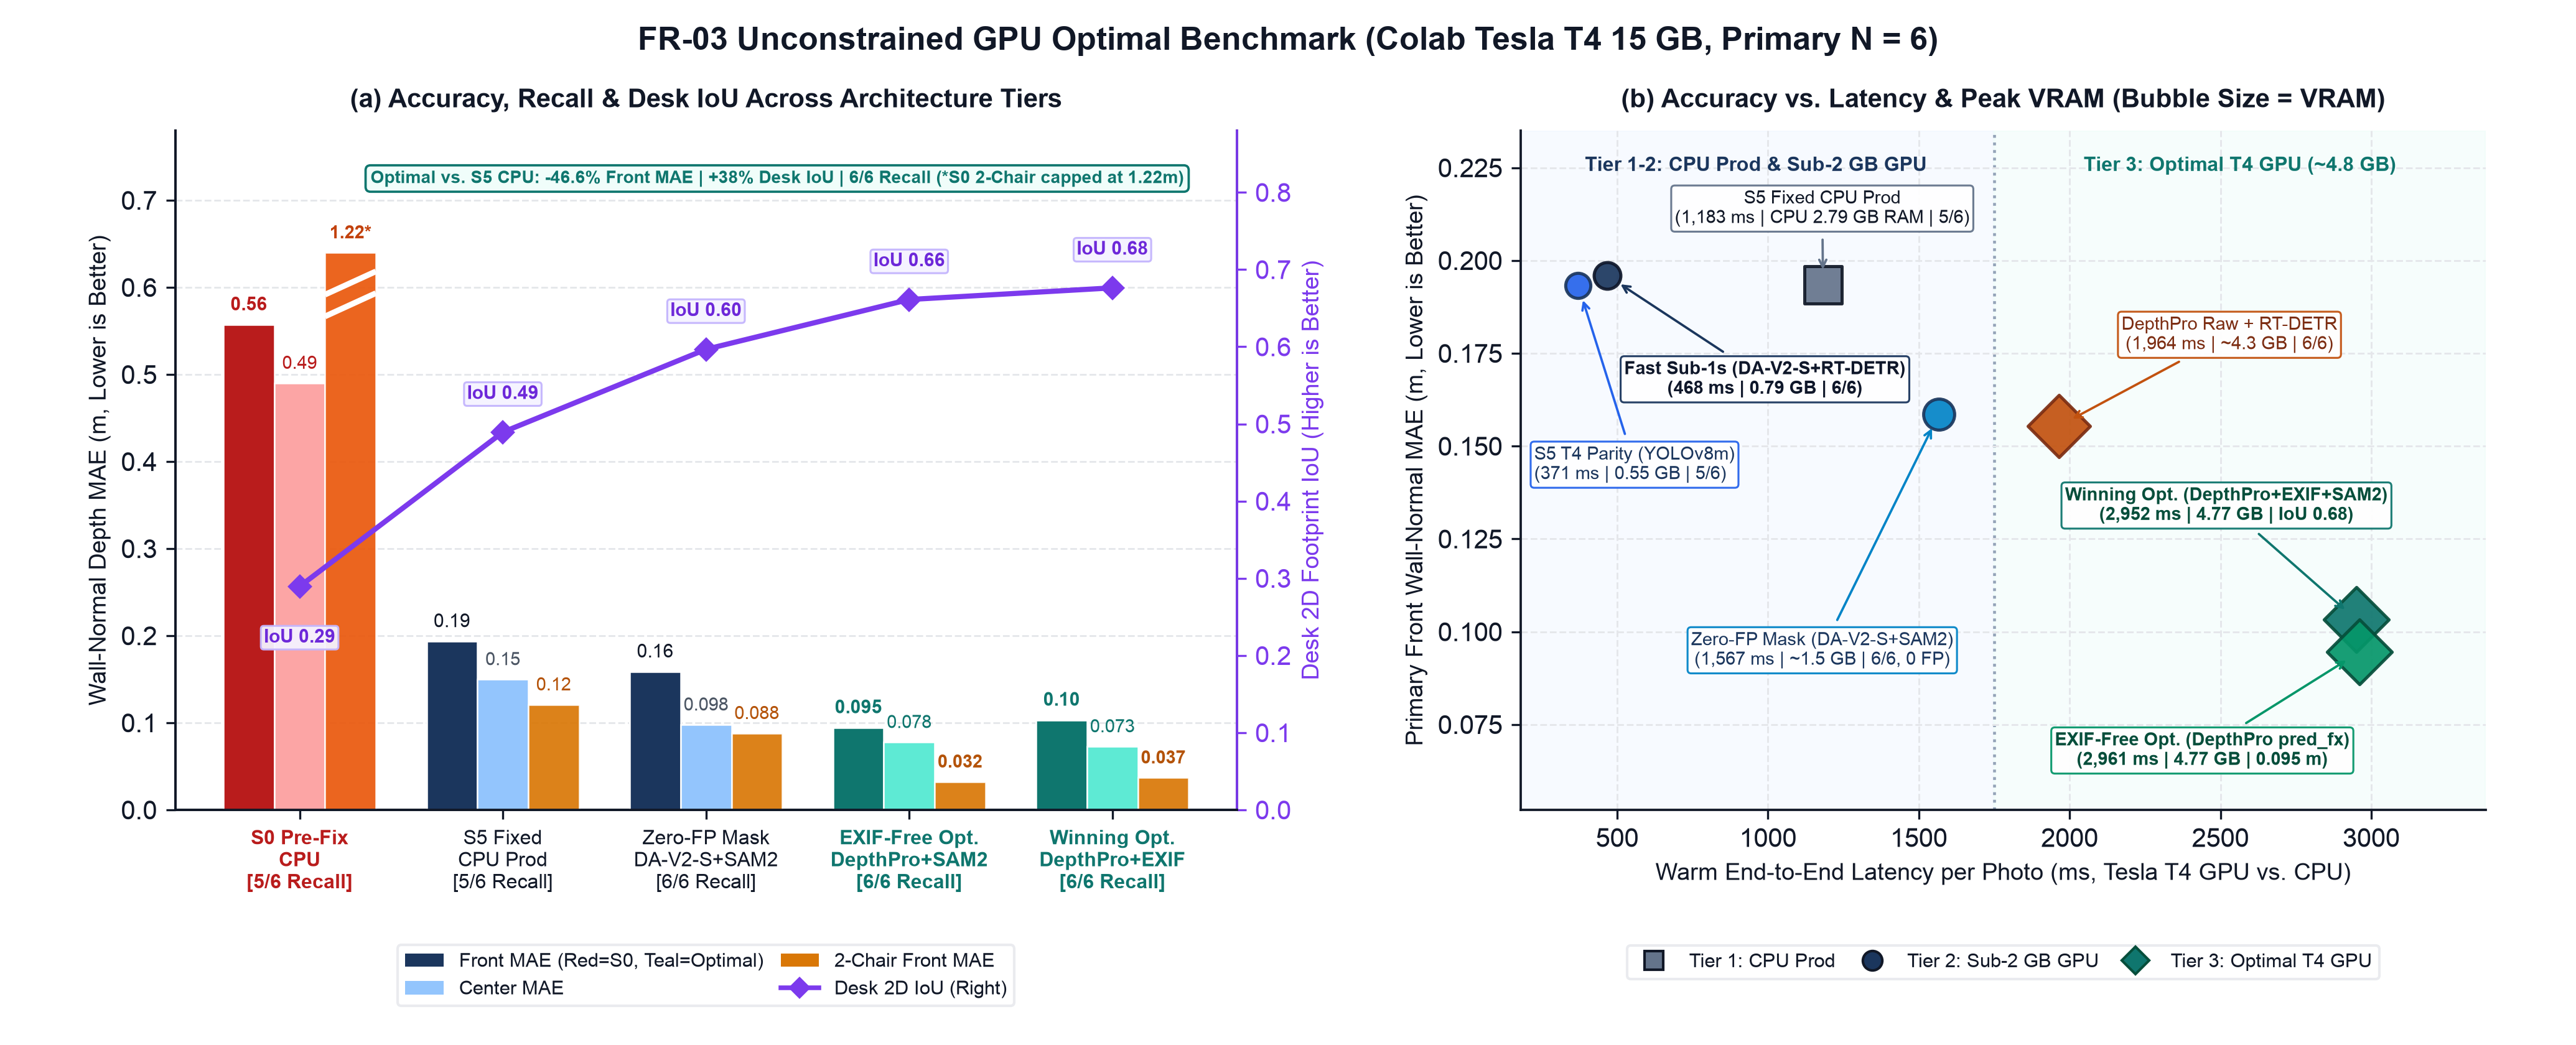 FR-03 Unconstrained GPU Optimal Benchmark (Colab Tesla T4 15 GB, Primary N = 6)
(a) Accuracy, Recall & Desk IoU Across Architecture Tiers
Wall-Normal Depth MAE (m, Lower is Better)
0.7
0.6
0.5
0.4
0.3
0.2
0.1
0.0
Optimal vs. S5 CPU: -46.6% Front MAE | +38% Desk IoU | 6/6 Recall (*S0 2-Chair capped at 1.22m)
0.56
0.49
1.22*
IoU 0.29
0.19
0.15
0.12
IoU 0.49
0.16
0.098
0.088
IoU 0.60
0.095
0.078
0.032
IoU 0.66
0.10
0.073
0.037
IoU 0.68
0.8
0.7
0.6
0.5
0.4
0.3
0.2
0.1
0.0
Desk 2D Footprint IoU (Higher is Better)
S0 Pre-Fix
CPU
[5/6 Recall]
S5 Fixed
CPU Prod
[5/6 Recall]
Zero-FP Mask
DA-V2-S+SAM2
[6/6 Recall]
EXIF-Free Opt.
DepthPro+SAM2
[6/6 Recall]
Winning Opt.
DepthPro+EXIF
[6/6 Recall]
Front MAE (Red=S0, Teal=Optimal)
Center MAE
2-Chair Front MAE
Desk 2D IoU (Right)
(b) Accuracy vs. Latency & Peak VRAM (Bubble Size = VRAM)
Primary Front Wall-Normal MAE (m, Lower is Better)
0.225
0.200
0.175
0.150
0.125
0.100
0.075
Tier 1-2: CPU Prod & Sub-2 GB GPU
Tier 3: Optimal T4 GPU (~4.8 GB)
S5 Fixed CPU Prod
(1,183 ms | CPU 2.79 GB RAM | 5/6)
Fast Sub-1s (DA-V2-S+RT-DETR)
(468 ms | 0.79 GB | 6/6)
S5 T4 Parity (YOLOv8m)
(371 ms | 0.55 GB | 5/6)
Zero-FP Mask (DA-V2-S+SAM2)
(1,567 ms | ~1.5 GB | 6/6, 0 FP)
DepthPro Raw + RT-DETR
(1,964 ms | ~4.3 GB | 6/6)
Winning Opt. (DepthPro+EXIF+SAM2)
(2,952 ms | 4.77 GB | IoU 0.68)
EXIF-Free Opt. (DepthPro pred_fx)
(2,961 ms | 4.77 GB | 0.095 m)
500
1000
1500
2000
2500
3000
Warm End-to-End Latency per Photo (ms, Tesla T4 GPU vs. CPU)
Tier 1: CPU Prod
Tier 2: Sub-2 GB GPU
Tier 3: Optimal T4 GPU